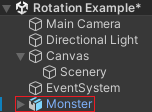 Rotation Example*
Main Camera
Directional Light
Canvas
Scenery
EventSystem
Monster